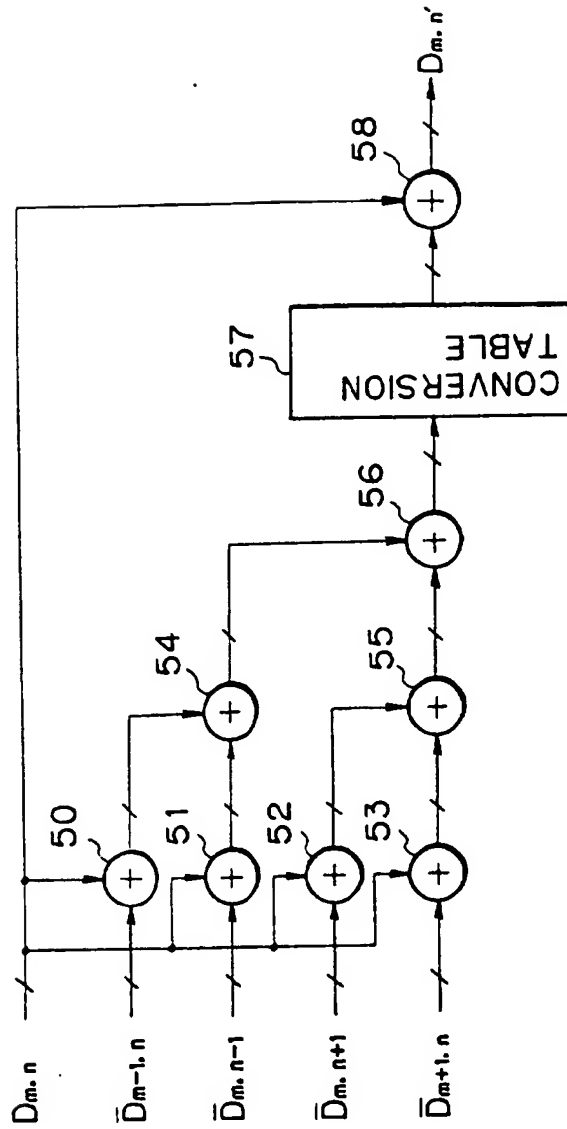 Dm.n
D̅m-1.n
D̅m.n-1
D̅m.n+1
D̅m+1.n
50
51
52
53
54
55
56
57
CONVERSION
TABLE
58
Dm.n'